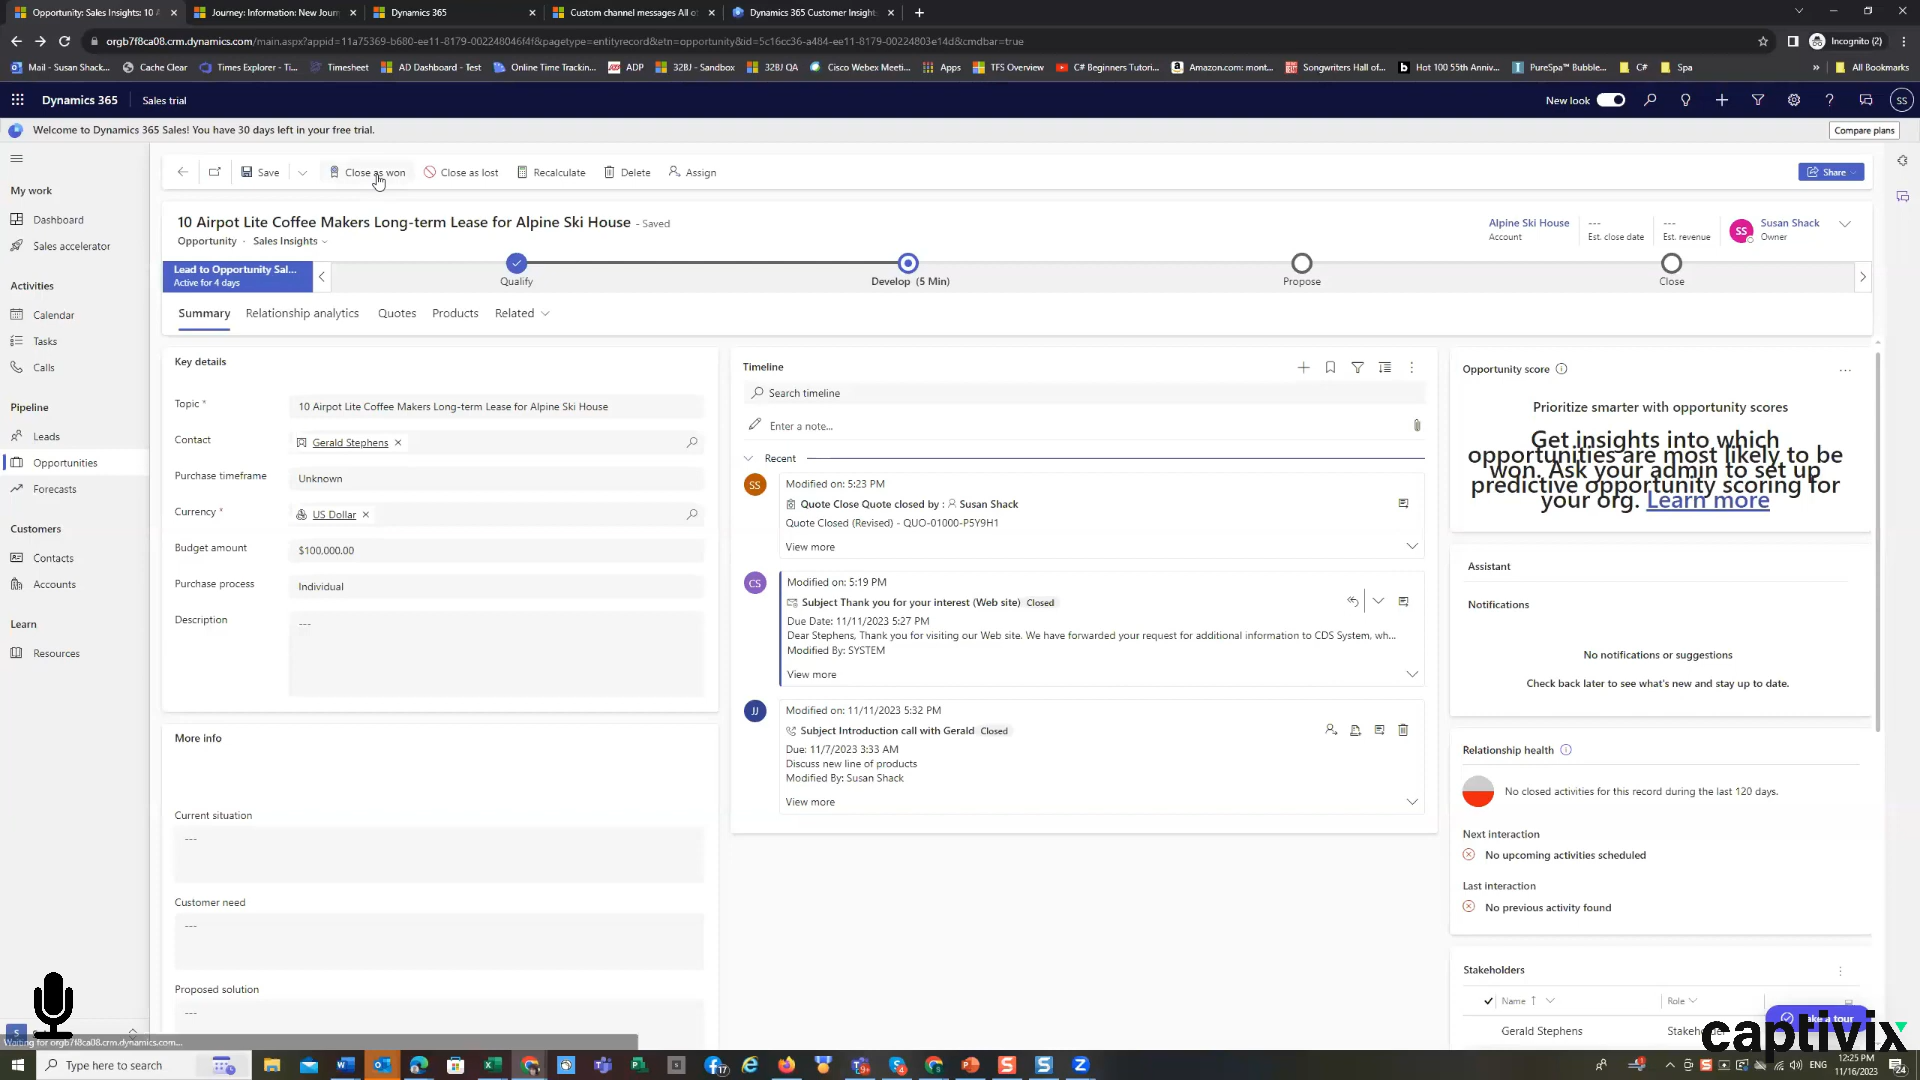 Opportunity: Sales Insights: 10 A
Journey: Information: New Journ
Dynamics 365
Custom channel messages All of
Dynamics 365 Customer Insight
orgb7f8ca08.crm.dynamics.com/main.aspx?appid=11a75369-b680-ee11-8179-002248046f4f&pagetype=entityrecord&etn=opportunity&id=5c16cc36-a484-ee11-8179-00224803e14d&cmdbar=true
Incognito (2)
Mail - Susan Shack...
Cache Clear
Times Explorer - Ti...
Timesheet
AD Dashboard - Test
Online Time Trackin...
ADP
32BJ - Sandbox
32BJ QA
Cisco Webex Meeti...
Apps
TFS Overview
C# Beginners Tutori...
Amazon.com: mont...
Songwriters Hall of...
Hot 100 55th Anniv...
PureSpa™ Bubble...
C#
Spa
All Bookmarks
Dynamics 365
Sales trial
New look
SS
Welcome to Dynamics 365 Sales! You have 30 days left in your free trial.
Compare plans
Save
Close as won
Close as lost
Recalculate
Delete
Assign
Share
10 Airpot Lite Coffee Makers Long-term Lease for Alpine Ski House - Saved
Opportunity · Sales Insights
Alpine Ski House
Account
---
Est. close date
---
Est. revenue
SS
Susan Shack
Owner
Lead to Opportunity Sal...
Active for 4 days
Qualify
Develop (5 Min)
Propose
Close
Summary
Relationship analytics
Quotes
Products
Related
My work
Dashboard
Sales accelerator
Activities
Calendar
Tasks
Calls
Pipeline
Leads
Opportunities
Forecasts
Customers
Contacts
Accounts
Learn
Resources
Key details
Topic *
10 Airpot Lite Coffee Makers Long-term Lease for Alpine Ski House
Contact
Gerald Stephens
Purchase timeframe
Unknown
Currency *
US Dollar
Budget amount
$100,000.00
Purchase process
Individual
Description
---
More info
Current situation
---
Customer need
---
Proposed solution
---
Timeline
Search timeline
Enter a note...
Recent
SS
Modified on: 5:23 PM
Quote Close Quote closed by : Susan Shack
Quote Closed (Revised) - QUO-01000-P5Y9H1
View more
CS
Modified on: 5:19 PM
Subject Thank you for your interest (Web site) Closed
Due Date: 11/11/2023 5:27 PM
Dear Stephens, Thank you for visiting our Web site. We have forwarded your request for additional information to CDS System, wh...
Modified By: SYSTEM
View more
JJ
Modified on: 11/11/2023 5:32 PM
Subject Introduction call with Gerald Closed
Due: 11/7/2023 3:33 AM
Discuss new line of products
Modified By: Susan Shack
View more
Opportunity score
Prioritize smarter with opportunity scores
Get insights into which
opportunities are most likely to be
won. Ask your admin to set up
predictive opportunity scoring for
your org. Learn more
Assistant
Notifications
No notifications or suggestions
Check back later to see what's new and stay up to date.
Relationship health
No closed activities for this record during the last 120 days.
Next interaction
No upcoming activities scheduled
Last interaction
No previous activity found
Stakeholders
Name
Role
Gerald Stephens
tour
captivix
S
Waiting for orgb7f8ca08.crm.dynamics.com...
Type here to search
ENG
12:25 PM
11/16/2023
24